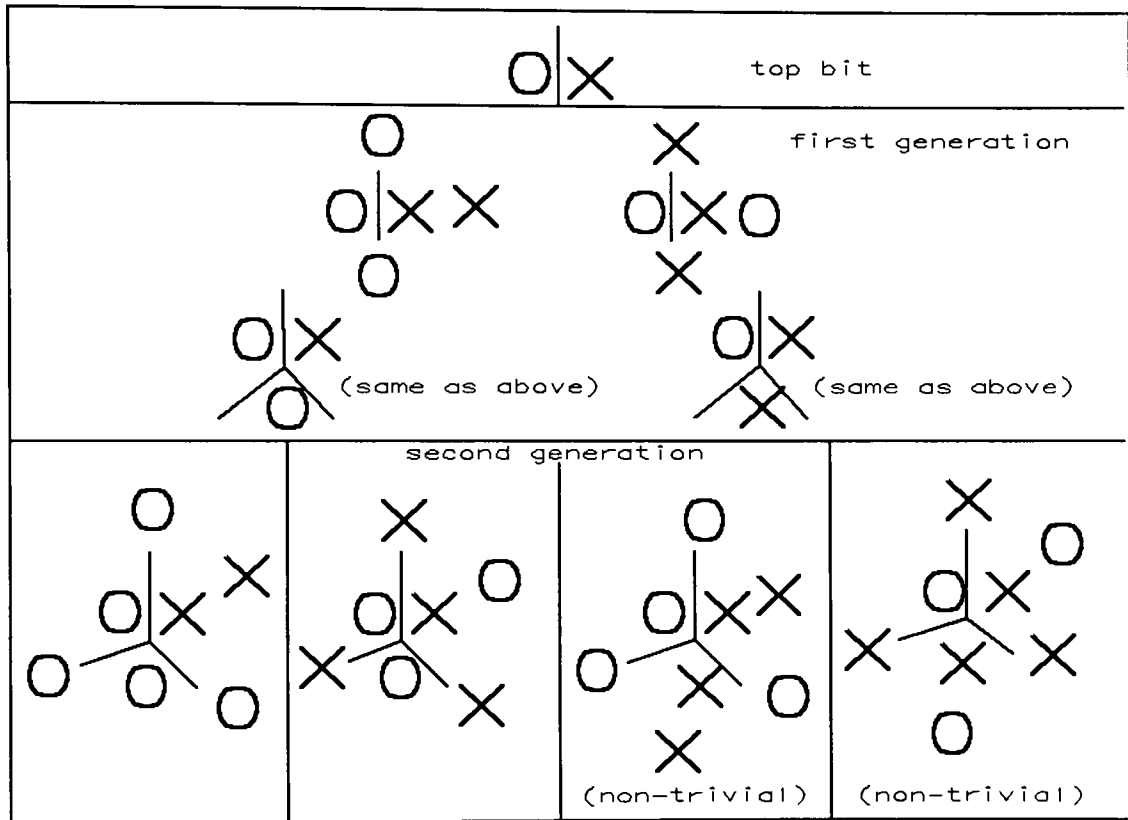 top bit
first generation
(same as above)
(same as above)
second generation
(non-trivial)
(non-trivial)